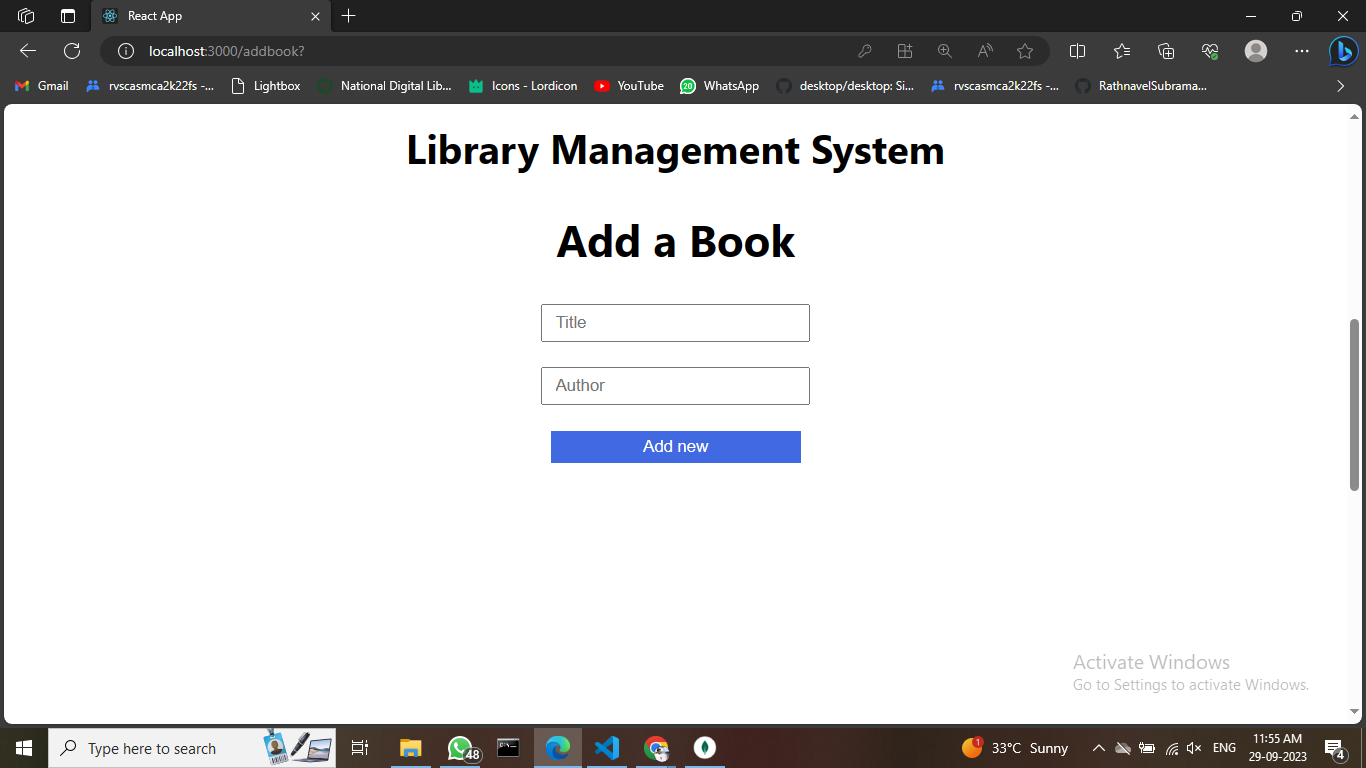 React App
localhost:3000/addbook?
Gmail
rvscasmca2k22fs -...
Lightbox
National Digital Lib...
Icons - Lordicon
YouTube
20
WhatsApp
desktop/desktop: Si...
rvscasmca2k22fs -...
RathnavelSubrama...
Library Management System
Add a Book
Title
Author
Add new
Activate Windows
Go to Settings to activate Windows.
Type here to search
48
1
33°C Sunny
ENG
11:55 AM
29-09-2023
4